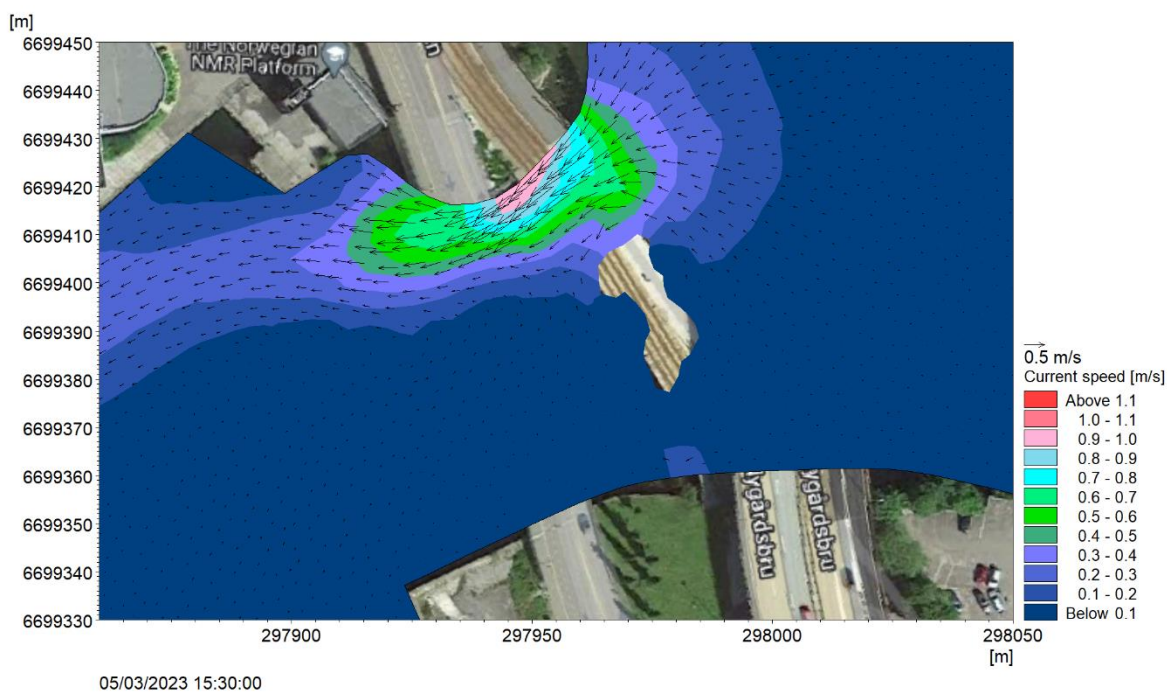 [m]
6699450
The Norwegian
NMR Platform
6699440
6699430
6699420
6699410
6699400
6699390
6699380
6699370
6699360
6699350
6699340
6699330
ygårdsbru
ygårdsbru
297900
297950
298000
298050
[m]
05/03/2023 15:30:00
0.5 m/s
Current speed [m/s]
Above 1.1
1.0 - 1.1
0.9 - 1.0
0.8 - 0.9
0.7 - 0.8
0.6 - 0.7
0.5 - 0.6
0.4 - 0.5
0.3 - 0.4
0.2 - 0.3
0.1 - 0.2
Below 0.1